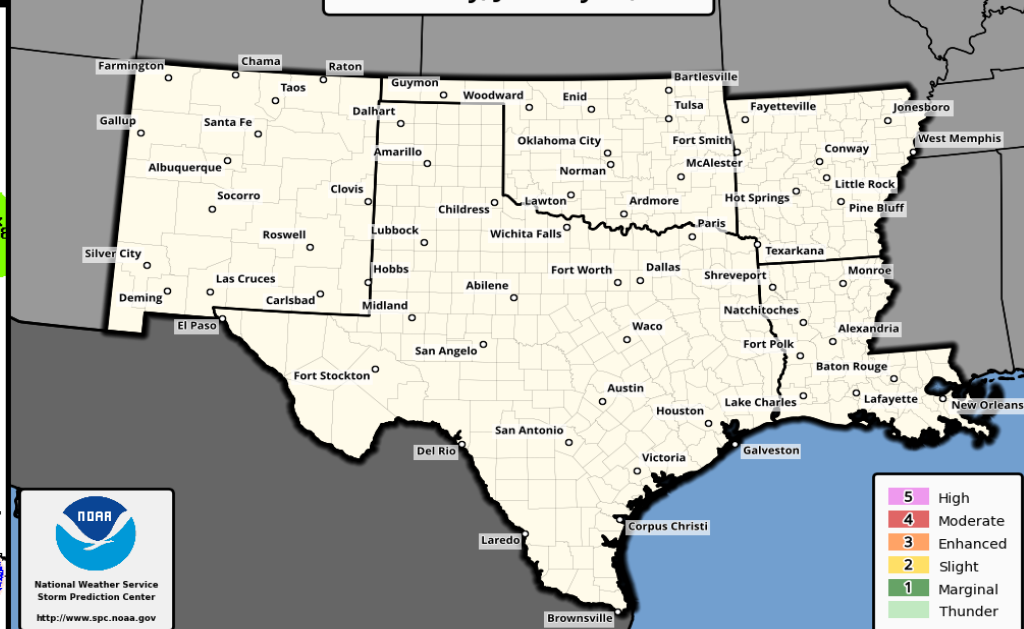 Farmington
Chama
Raton
Guymon
Bartlesville
Taos
Woodward
Enid
Tulsa
Fayetteville
Jonesboro
Gallup
Santa Fe
Dalhart
Oklahoma City
Fort Smith
West Memphis
Albuquerque
Amarillo
Norman
McAlester
Conway
Socorro
Clovis
Childress
Lawton
Ardmore
Hot Springs
Little Rock
Pine Bluff
Roswell
Lubbock
Wichita Falls
Paris
Texarkana
Silver City
Las Cruces
Hobbs
Fort Worth
Dallas
Shreveport
Monroe
Deming
Carlsbad
Midland
Abilene
Natchitoches
El Paso
Waco
Alexandria
San Angelo
Fort Polk
Fort Stockton
Baton Rouge
Austin
Lake Charles
Lafayette
New Orleans
Houston
San Antonio
Del Rio
Galveston
Victoria
Corpus Christi
Laredo
Brownsville
NOAA
National Weather Service
Storm Prediction Center
http://www.spc.noaa.gov
5 High
4 Moderate
3 Enhanced
2 Slight
1 Marginal
Thunder